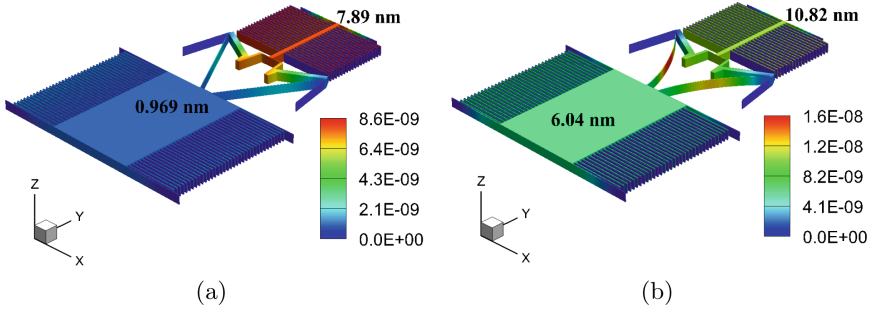 7.89 nm
0.969 nm
8.6E-09
6.4E-09
4.3E-09
2.1E-09
0.0E+00
Z
Y
X
(a)
10.82 nm
6.04 nm
1.6E-08
1.2E-08
8.2E-09
4.1E-09
0.0E+00
Z
Y
X
(b)